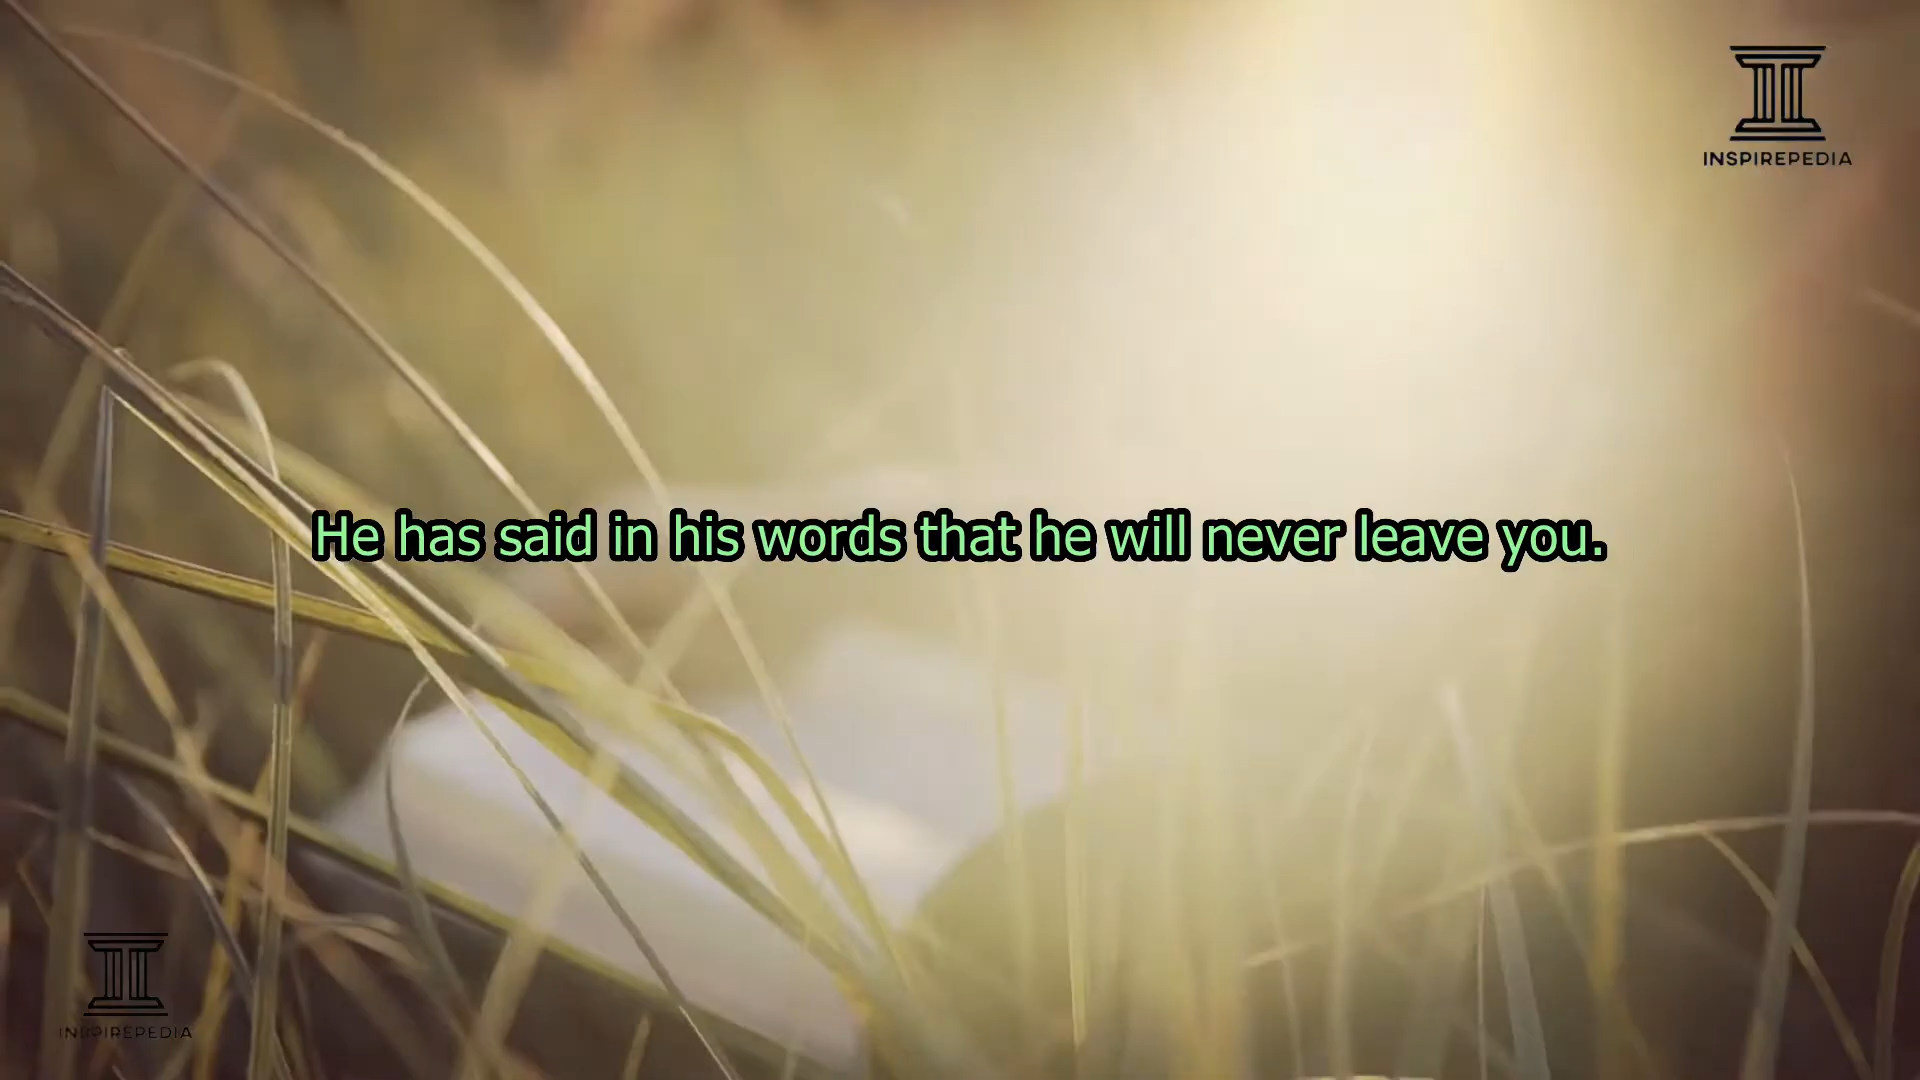 INSPIREPEDIA
He has said in his words that he will never leave you.
INSPIREPEDIA